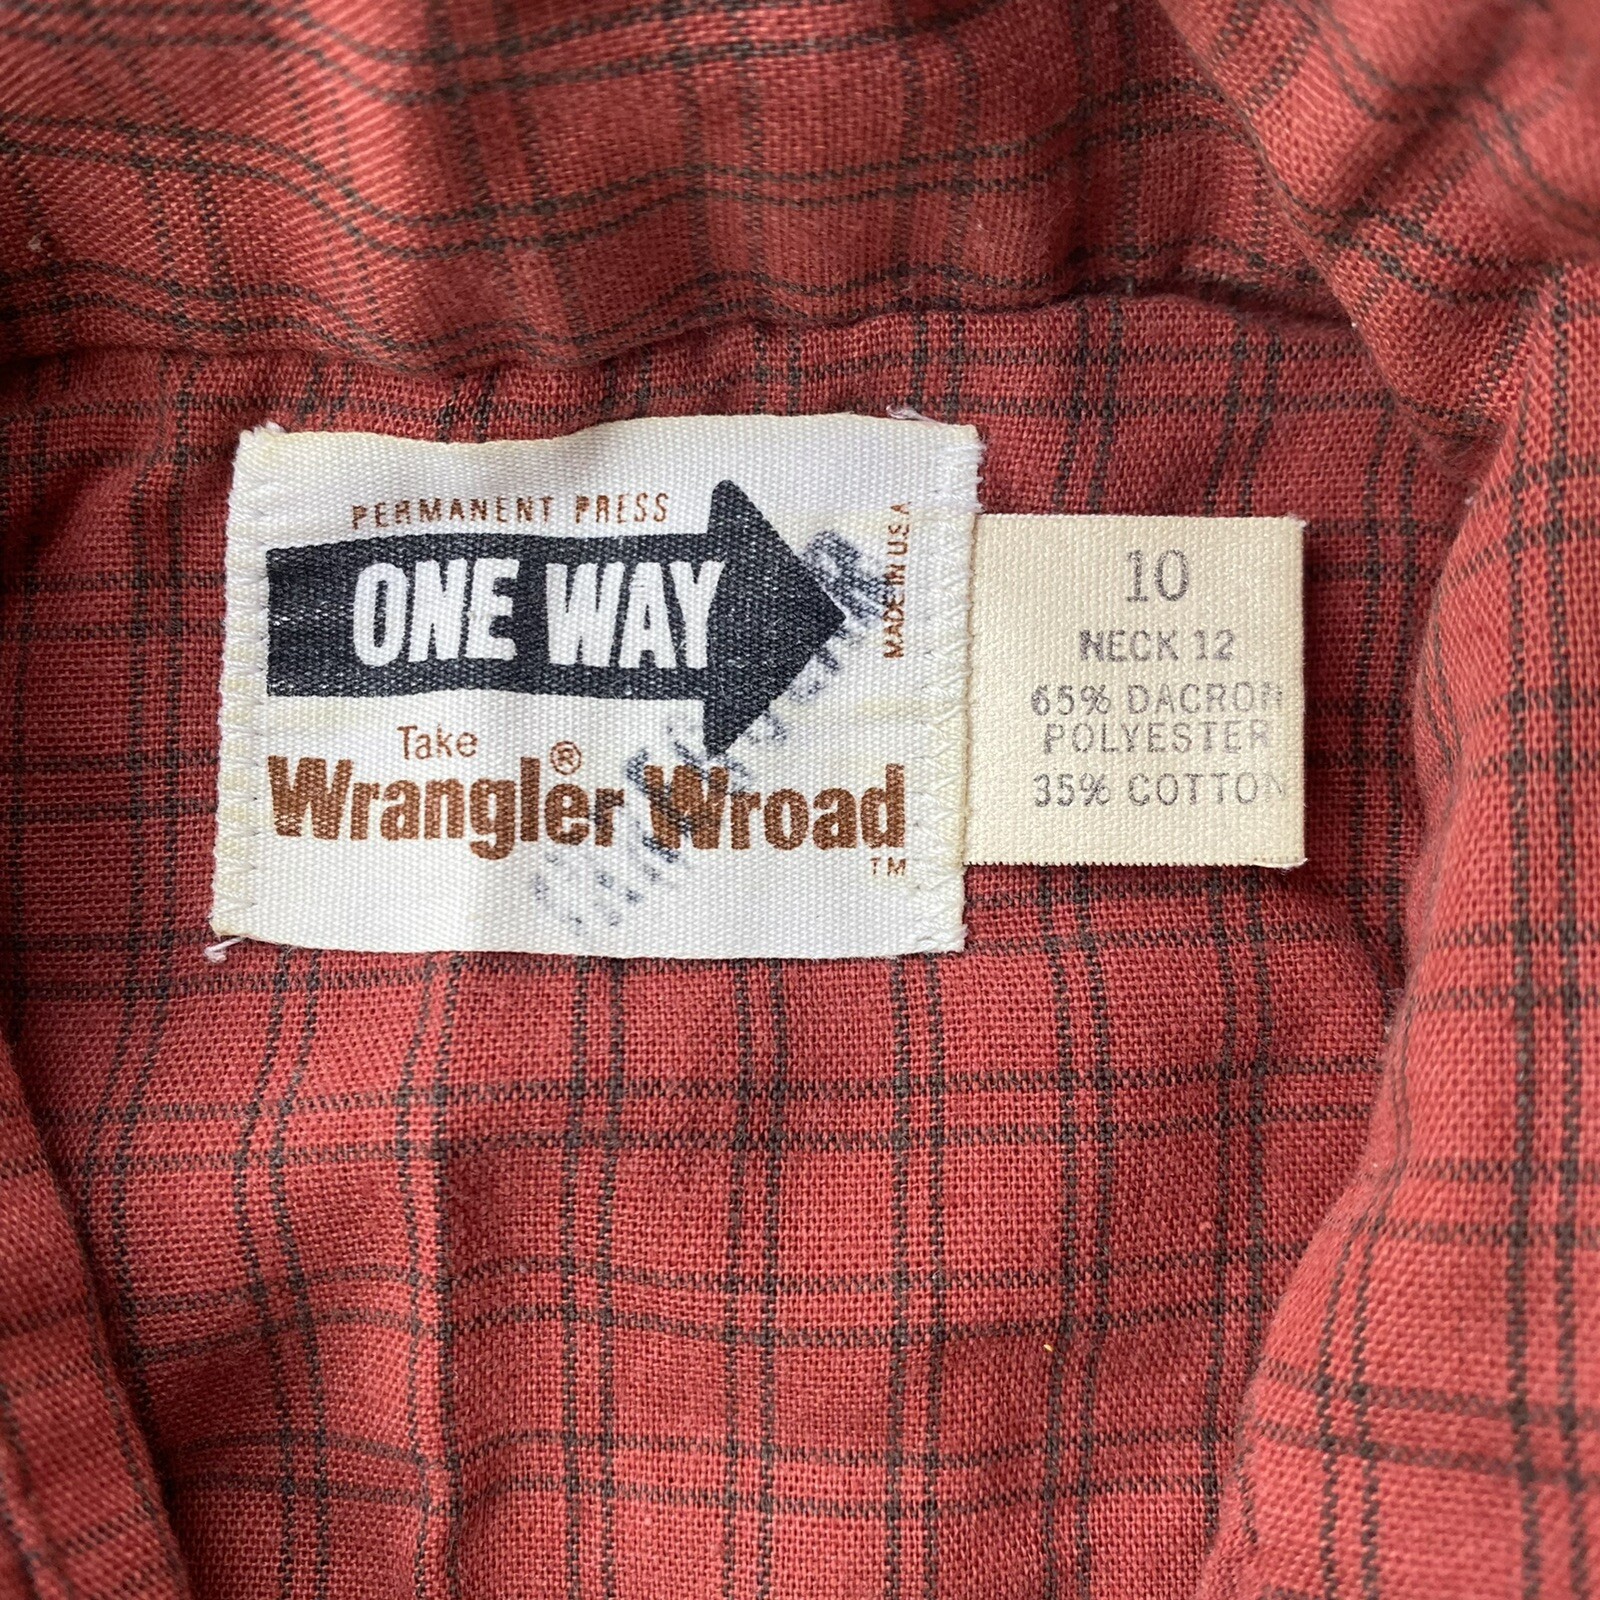 PERMANENT PRESS
ONE WAY
MADE IN U.S.A
Take
Wrangler® Wroad
TM
10
NECK 12
65% DACRON
POLYESTER
35% COTTON